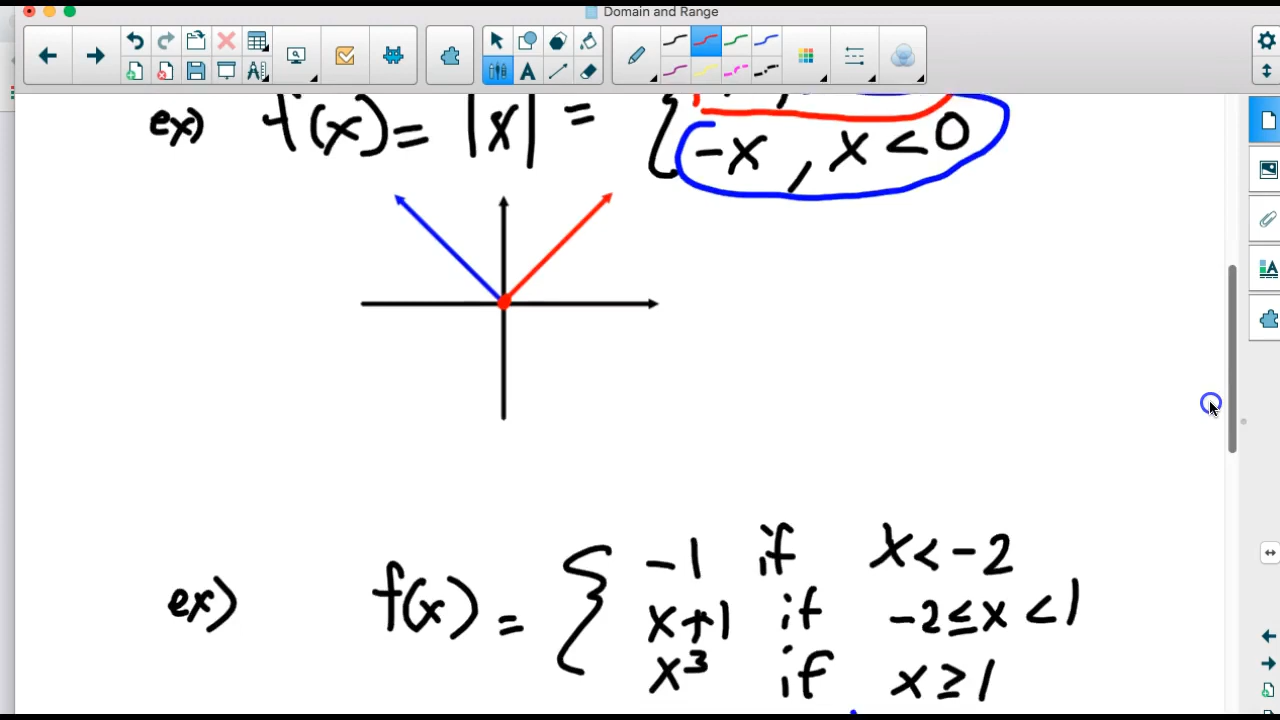 Domain and Range
ex) f(x) = |x| = {
-x , x < 0
ex) f(x) = { -1 if x < -2
x+1 if -2 ≤ x < 1
x³ if x ≥ 1